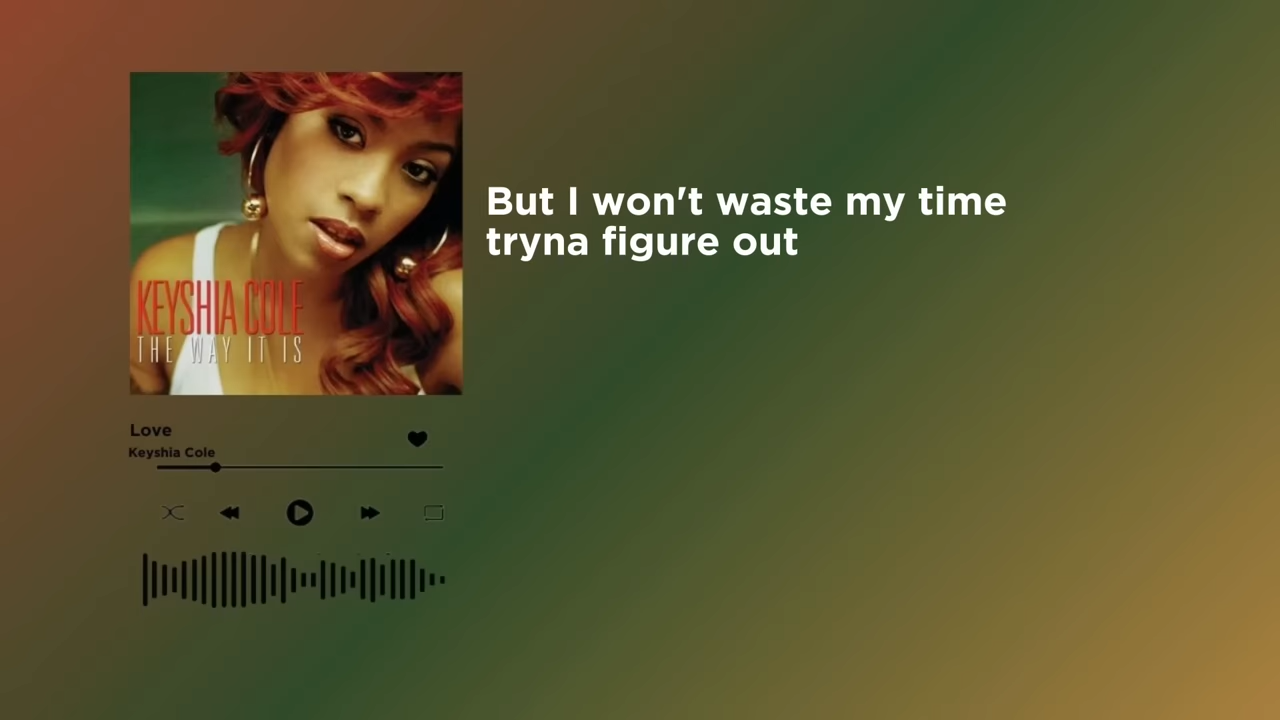 But I won't waste my time
tryna figure out
KEYSHIA COLE
THE WAY IT IS
Love
Keyshia Cole